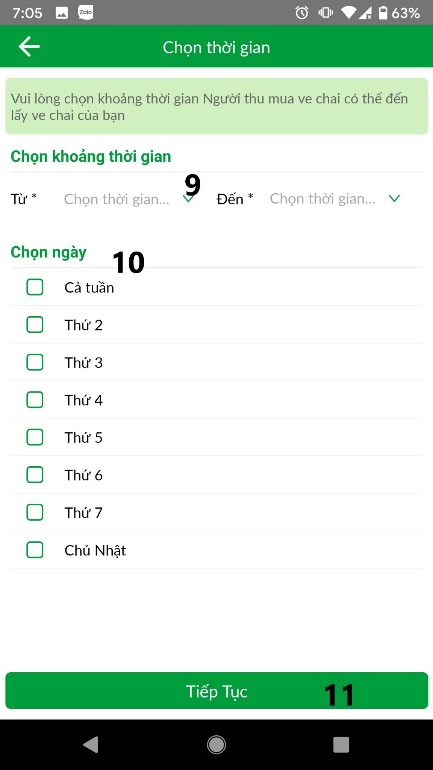 7:05 Zalo 63%
Chọn thời gian
Vui lòng chọn khoảng thời gian Người thu mua ve chai có thể đến
lấy ve chai của bạn
Chọn khoảng thời gian
9
Từ * Chọn thời gian... Đến * Chọn thời gian...
Chọn ngày
10
Cả tuần
Thứ 2
Thứ 3
Thứ 4
Thứ 5
Thứ 6
Thứ 7
Chủ Nhật
Tiếp Tục
11